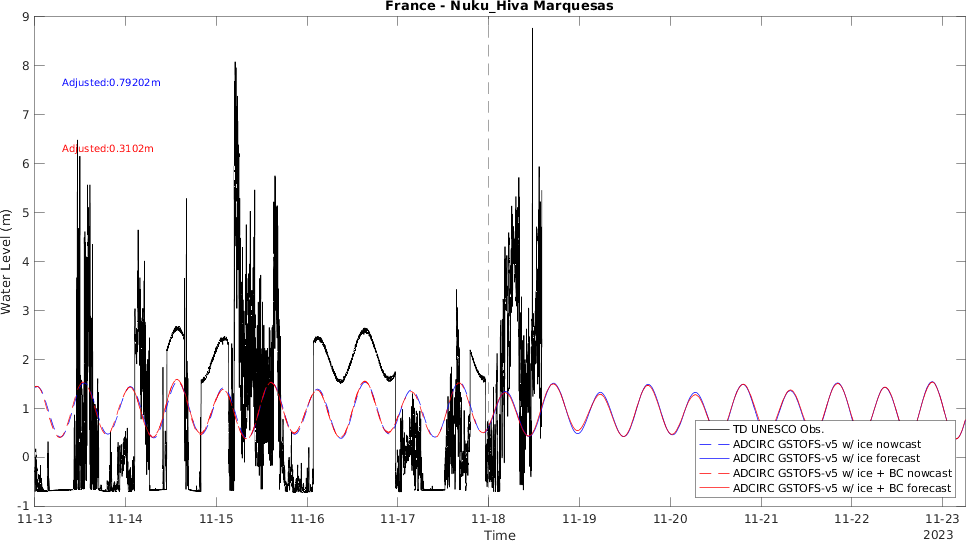 France - Nuku_Hiva Marquesas
9
8
7
6
5
4
3
2
1
0
-1
Water Level (m)
Adjusted:0.79202m
Adjusted:0.3102m
TD UNESCO Obs.
ADCIRC GSTOFS-v5 w/ ice nowcast
ADCIRC GSTOFS-v5 w/ ice forecast
ADCIRC GSTOFS-v5 w/ ice + BC nowcast
ADCIRC GSTOFS-v5 w/ ice + BC forecast
11-13 11-14 11-15 11-16 11-17 11-18 11-19 11-20 11-21 11-22 11-23
Time
2023